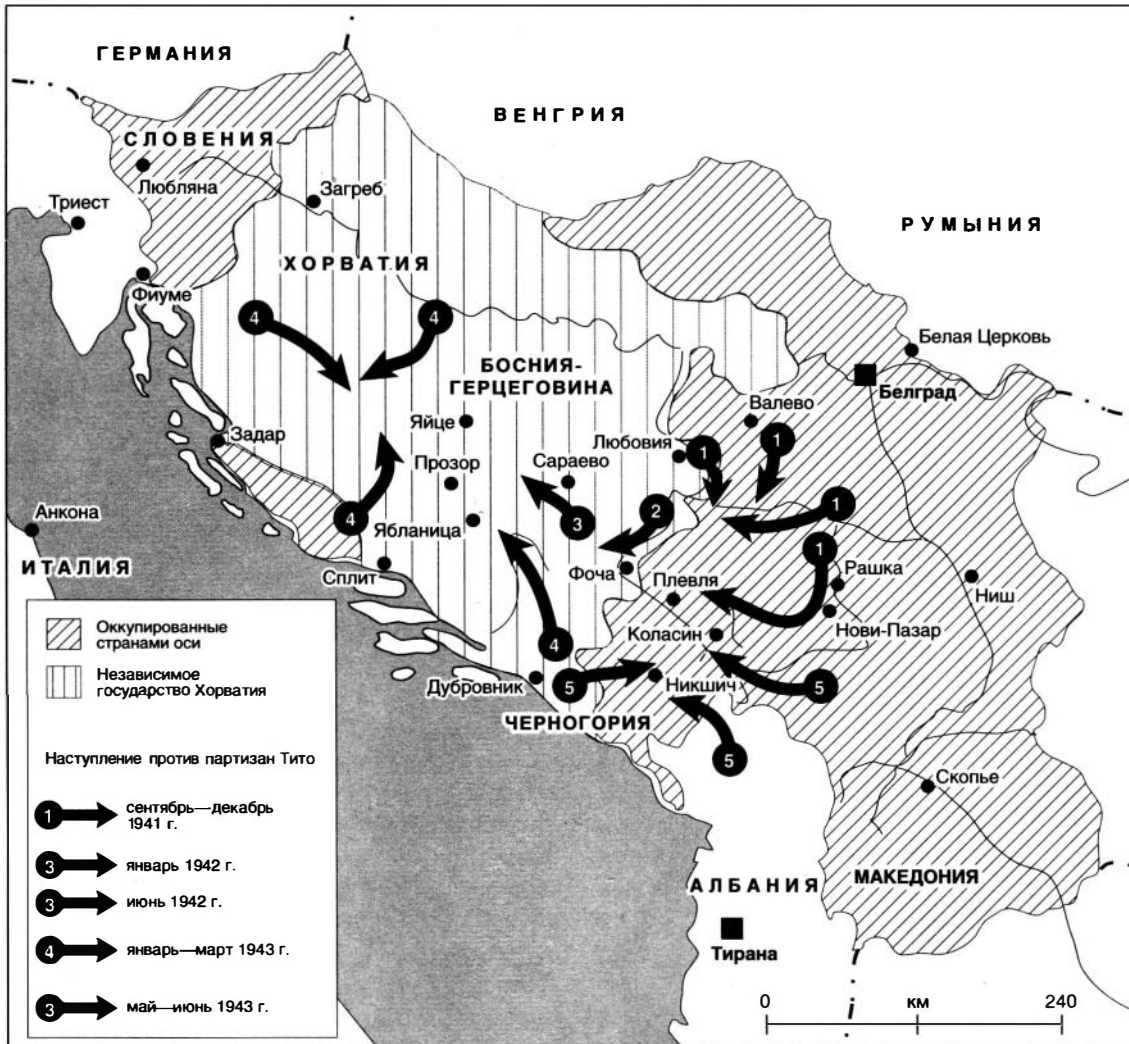 ГЕРМАНИЯ
ВЕНГРИЯ
СЛОВЕНИЯ
Любляна
Загреб
Триест
РУМЫНИЯ
ХОРВАТИЯ
Фиуме
4
4
Белая Церковь
БОСНИЯ-
ГЕРЦЕГОВИНА
Белград
Валево
Яйце
Задар
Любовия
1
1
Прозор
Сараево
Анкона
4
Ябланица
3
2
1
ИТАЛИЯ
Сплит
Фоча
1
Плевля
Рашка
Ниш
Нови-Пазар
Коласин
4
Дубровник
5
Никшич
5
ЧЕРНОГОРИЯ
5
Скопье
АЛБАНИЯ
МАКЕДОНИЯ
Тирана
0 км 240
Оккупированные
странами оси
Независимое
государство Хорватия
Наступление против партизан Тито
1 сентябрь—декабрь
1941 г.
3 январь 1942 г.
3 июнь 1942 г.
4 январь—март 1943 г.
3 май—июнь 1943 г.